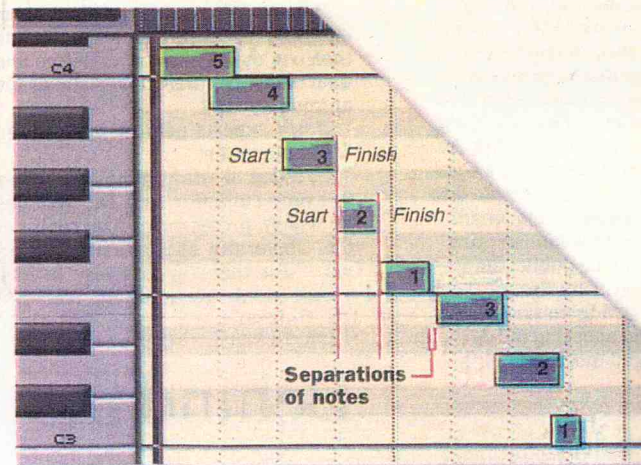 C4
5
4
Start 3 Finish
Start 2 Finish
1
3
Separations
of notes
2
1
C3